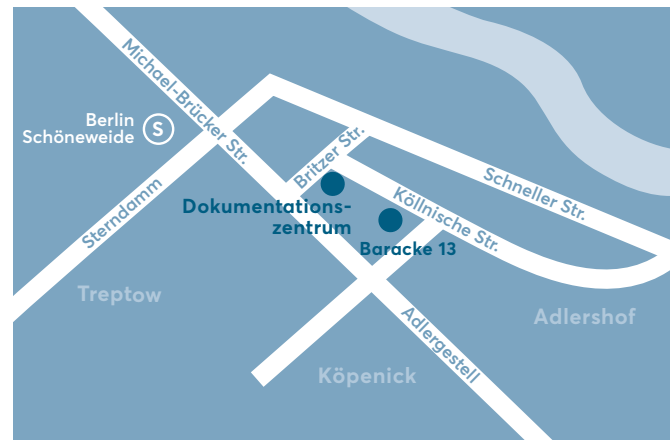 Michael-Brücker Str.
Berlin
Schöneweide
S
Britzer Str.
Schneller Str.
Sterndamm
Dokumentations-
zentrum
Köllnische Str.
Baracke 13
Treptow
Adlershof
Adlergestell
Köpenick